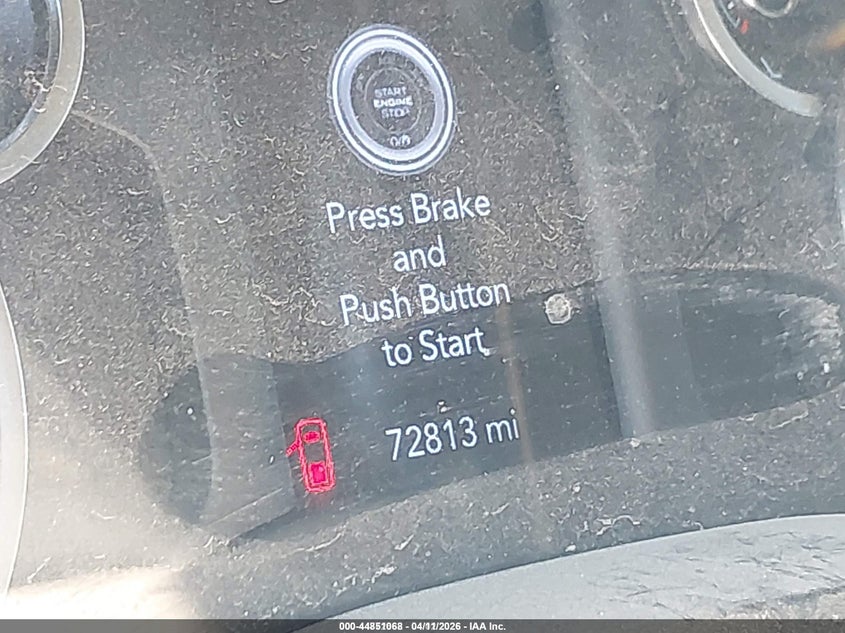 START
ENGINE
STOP
Press Brake
and
Push Button
to Start
72813 mi
000-44851068 - 04/11/2026 - IAA Inc.